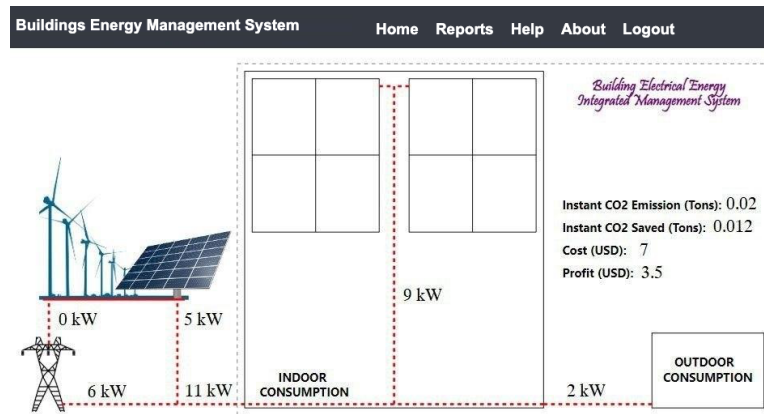 Buildings Energy Management System
Home Reports Help About Logout
Building Electrical Energy
Integrated Management System
Instant CO2 Emission (Tons): 0.02
Instant CO2 Saved (Tons): 0.012
Cost (USD): 7
Profit (USD): 3.5
9 kW
0 kW
5 kW
6 kW
11 kW
INDOOR
CONSUMPTION
2 kW
OUTDOOR
CONSUMPTION